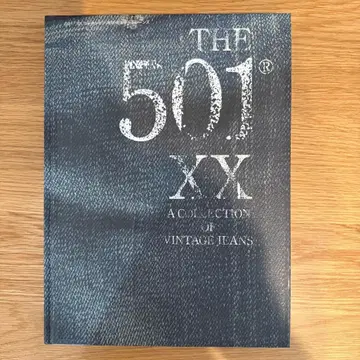 THE
501®
XX
A COLLECTION
OF
VINTAGE JEANS